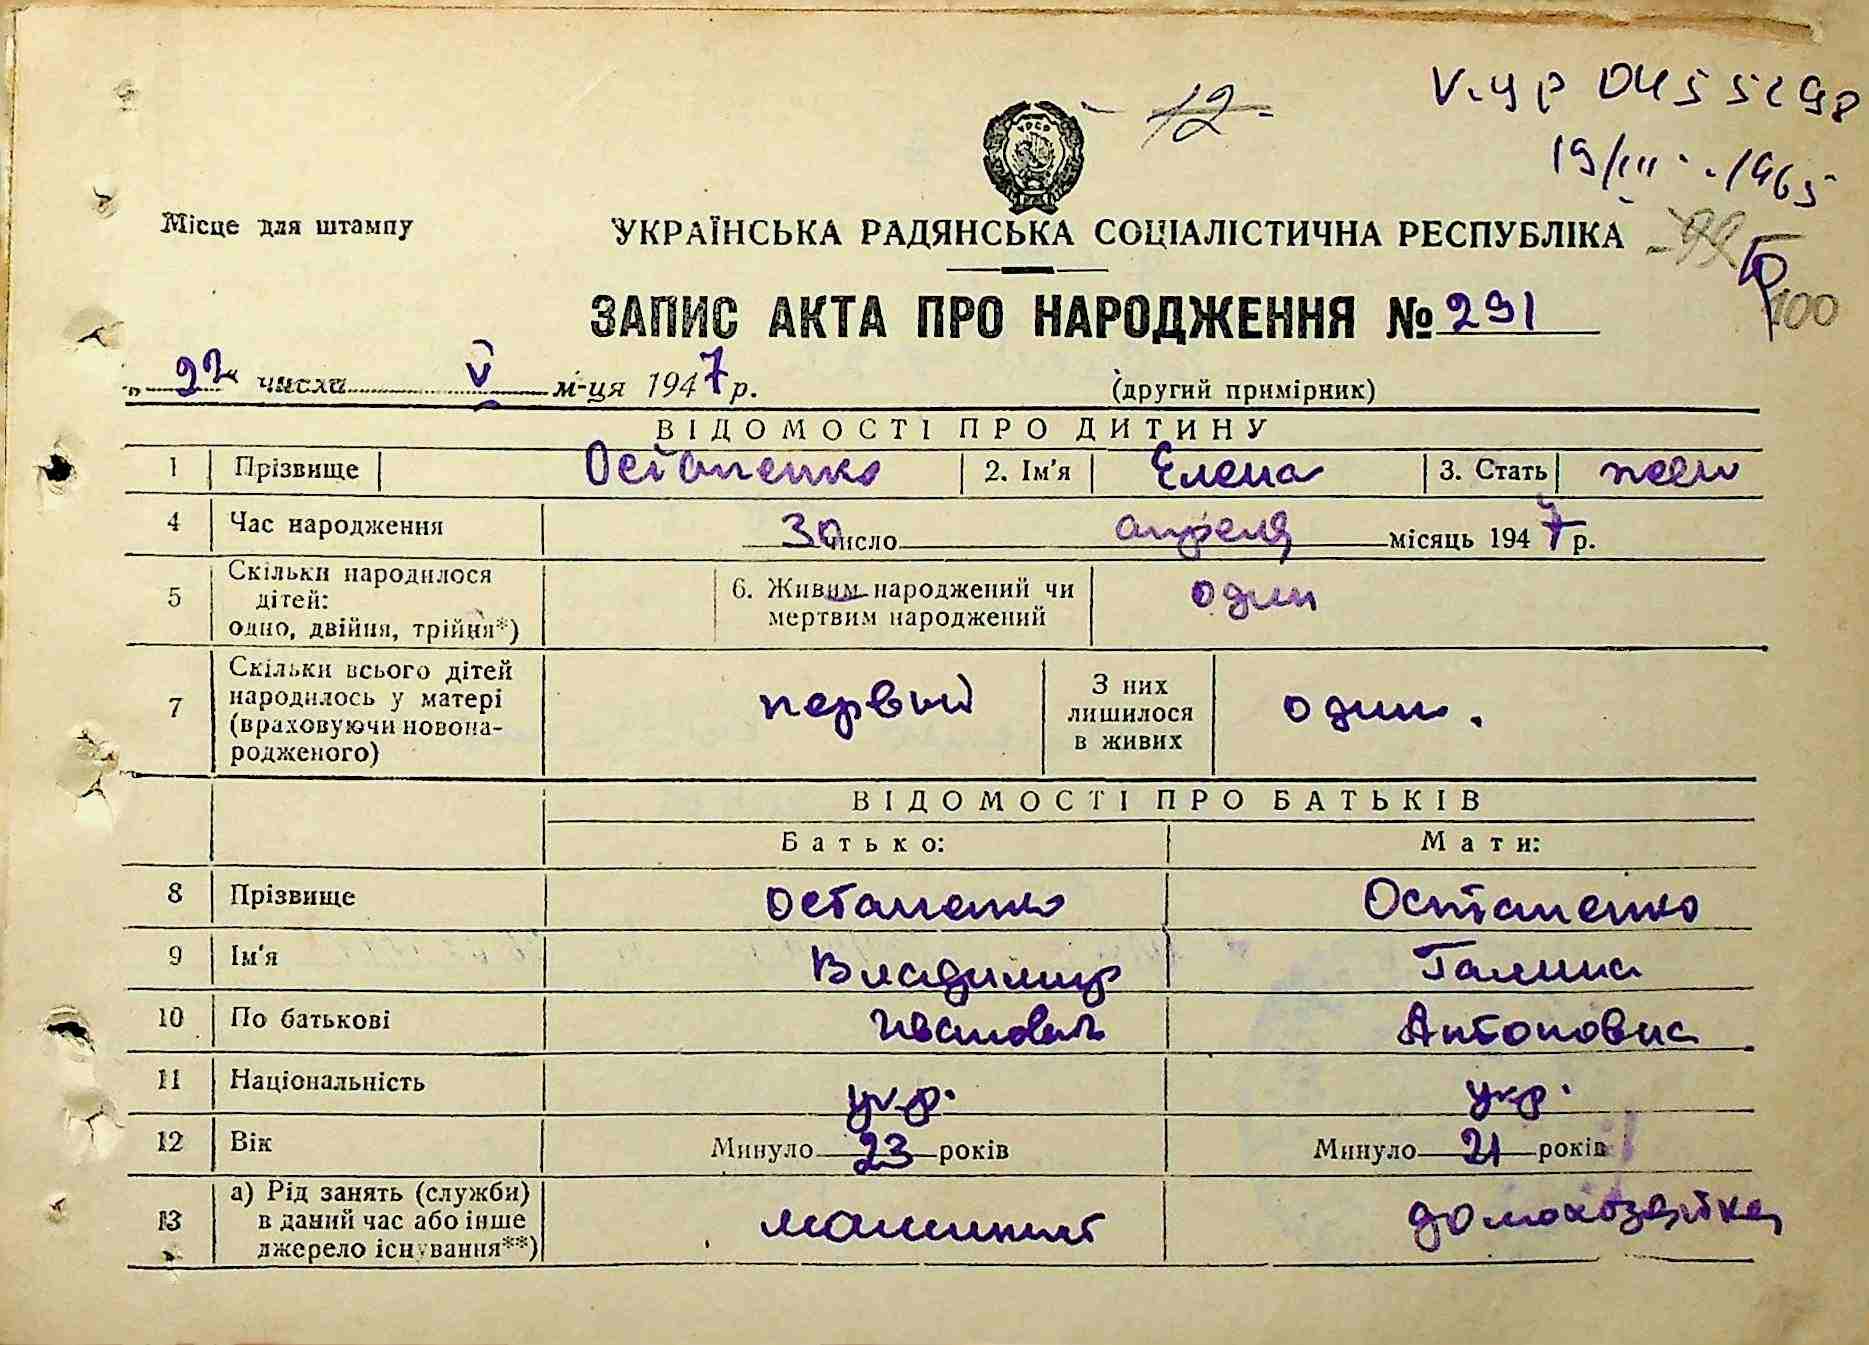 12
V-УР 0455298
19/III - 1965
Місце для штампу
УКРАЇНСЬКА РАДЯНСЬКА СОЦІАЛІСТИЧНА РЕСПУБЛІКА
99
100
ЗАПИС АКТА ПРО НАРОДЖЕННЯ № 291
„ 22 " числа V м-ця 1947 р. (другий примірник)
ВІДОМОСТІ ПРО ДИТИНУ
1 Прізвище Остапенко 2. Ім'я Елена 3. Стать жен
4 Час народження 30 число апреля місяць 1947 р.
5 Скільки народилося дітей: одно, двійня, трійня*) 6. Живим народжений чи мертвим народжений один
7 Скільки всього дітей народилось у матері (враховуючи новонародженого) первый З них лишилося в живих один.
ВІДОМОСТІ ПРО БАТЬКІВ
Батько: Мати:
8 Прізвище Остапенко Остапенко
9 Ім'я Владимир Галина
10 По батькові Иванович Антоновна
11 Національність укр. укр.
12 Вік Минуло 23 років Минуло 21 років
13 а) Рід занять (служби) в даний час або інше джерело існування**) машинист домохозяйка